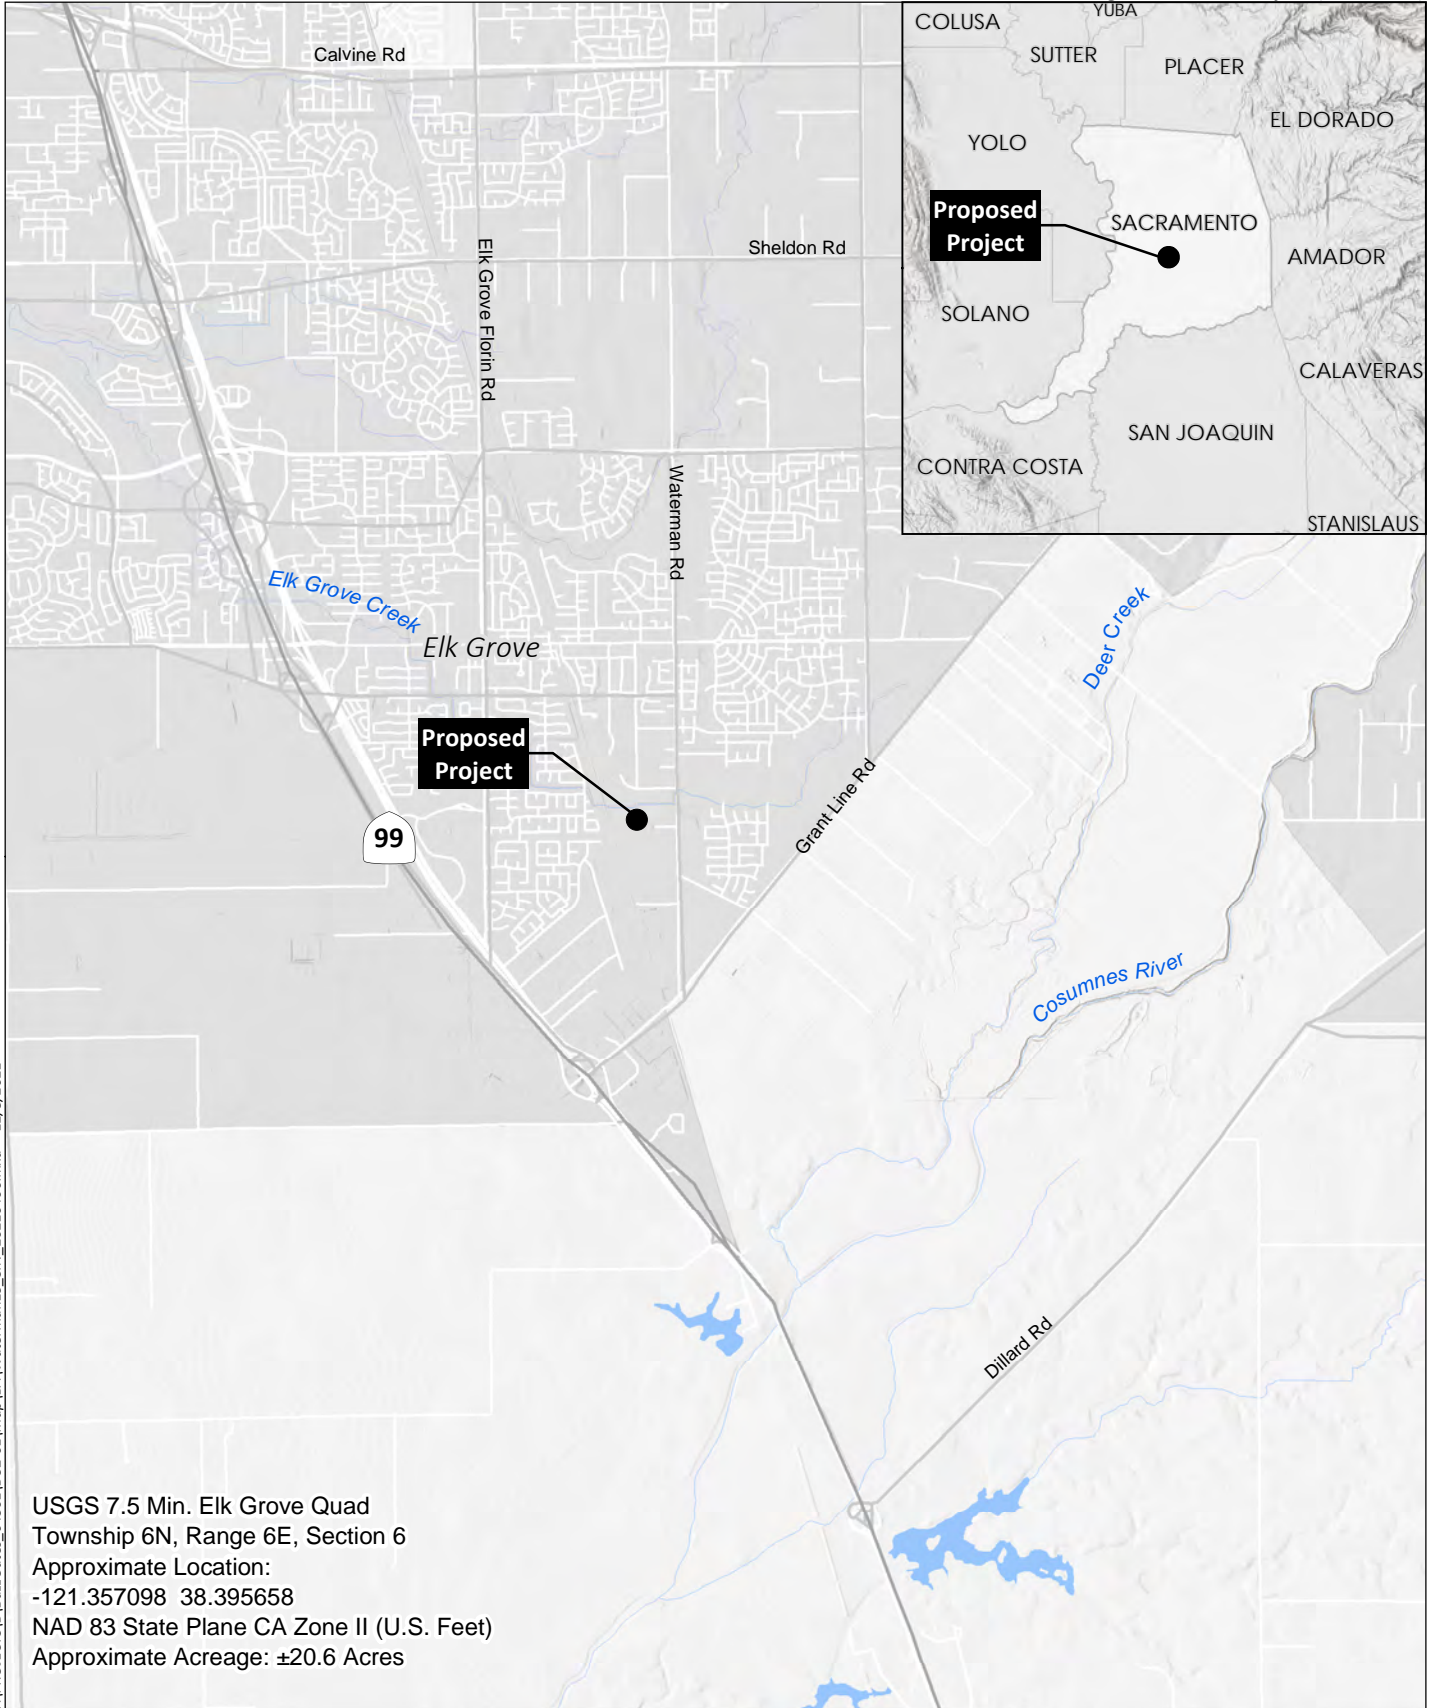 Calvine Rd
Sheldon Rd
Elk Grove Florin Rd
Waterman Rd
Elk Grove Creek
Elk Grove
Proposed
Project
99
Grant Line Rd
Deer Creek
Cosumnes River
Dillard Rd
COLUSA
YUBA
SUTTER
PLACER
YOLO
EL DORADO
Proposed
Project
SACRAMENTO
AMADOR
SOLANO
CALAVERAS
SAN JOAQUIN
CONTRA COSTA
STANISLAUS
USGS 7.5 Min. Elk Grove Quad
Township 6N, Range 6E, Section 6
Approximate Location:
-121.357098 38.395658
NAD 83 State Plane CA Zone II (U.S. Feet)
Approximate Acreage: ±20.6 Acres